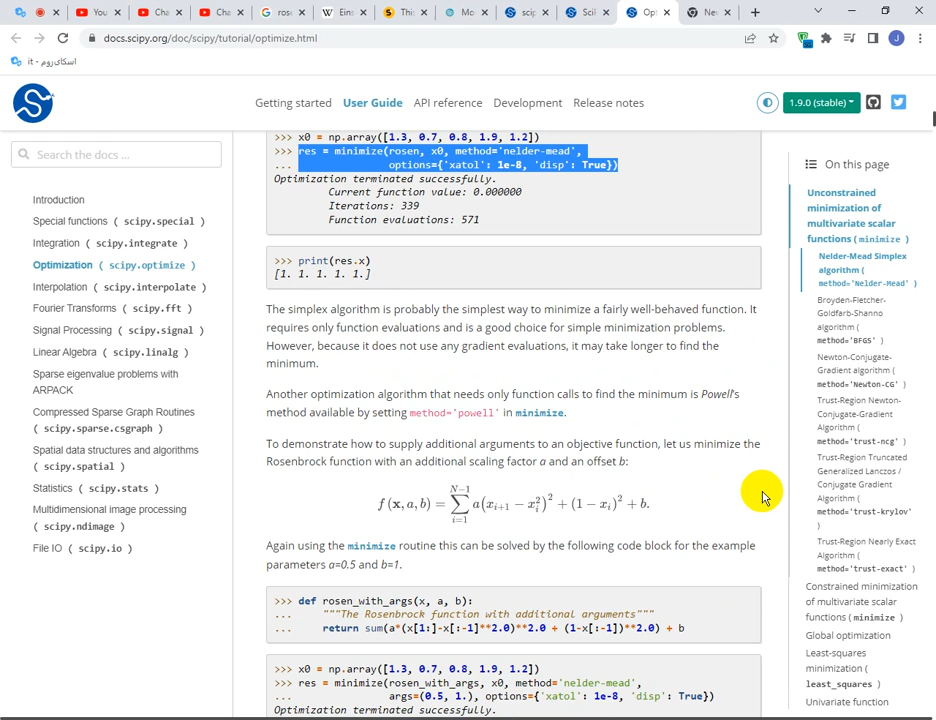 You
Cha
Cha
rose
Eins
This
Mo
scip
SciF
Opt
Nev
docs.scipy.org/doc/scipy/tutorial/optimize.html
اسکای‌روم - it
Getting started
User Guide
API reference
Development
Release notes
1.9.0 (stable)
Search the docs ...
Introduction
Special functions ( scipy.special )
Integration ( scipy.integrate )
Optimization ( scipy.optimize )
Interpolation ( scipy.interpolate )
Fourier Transforms ( scipy.fft )
Signal Processing ( scipy.signal )
Linear Algebra ( scipy.linalg )
Sparse eigenvalue problems with
ARPACK
Compressed Sparse Graph Routines
( scipy.sparse.csgraph )
Spatial data structures and algorithms
( scipy.spatial )
Statistics ( scipy.stats )
Multidimensional image processing
( scipy.ndimage )
File IO ( scipy.io )
>>> x0 = np.array([1.3, 0.7, 0.8, 1.9, 1.2])
>>> res = minimize(rosen, x0, method='nelder-mead',
... options={'xatol': 1e-8, 'disp': True})
Optimization terminated successfully.
Current function value: 0.000000
Iterations: 339
Function evaluations: 571
>>> print(res.x)
[1. 1. 1. 1. 1.]
The simplex algorithm is probably the simplest way to minimize a fairly well-behaved function. It
requires only function evaluations and is a good choice for simple minimization problems.
However, because it does not use any gradient evaluations, it may take longer to find the
minimum.
Another optimization algorithm that needs only function calls to find the minimum is Powell's
method available by setting method='powell' in minimize.
To demonstrate how to supply additional arguments to an objective function, let us minimize the
Rosenbrock function with an additional scaling factor a and an offset b:
f (x, a, b) = ∑_{i=1}^{N−1} a(x_{i+1} − x_i^2)^2 + (1 − x_i)^2 + b.
Again using the minimize routine this can be solved by the following code block for the example
parameters a=0.5 and b=1.
>>> def rosen_with_args(x, a, b):
... """The Rosenbrock function with additional arguments"""
... return sum(a*(x[1:]-x[:-1]**2.0)**2.0 + (1-x[:-1])**2.0) + b
>>> x0 = np.array([1.3, 0.7, 0.8, 1.9, 1.2])
>>> res = minimize(rosen_with_args, x0, method='nelder-mead',
... args=(0.5, 1.), options={'xatol': 1e-8, 'disp': True})
Optimization terminated successfully.
On this page
Unconstrained
minimization of
multivariate scalar
functions ( minimize )
Nelder-Mead Simplex
algorithm (
method='Nelder-Mead' )
Broyden-Fletcher-
Goldfarb-Shanno
algorithm (
method='BFGS' )
Newton-Conjugate-
Gradient algorithm (
method='Newton-CG' )
Trust-Region Newton-
Conjugate-Gradient
Algorithm (
method='trust-ncg' )
Trust-Region Truncated
Generalized Lanczos /
Conjugate Gradient
Algorithm (
method='trust-krylov'
)
Trust-Region Nearly Exact
Algorithm (
method='trust-exact' )
Constrained minimization
of multivariate scalar
functions ( minimize )
Global optimization
Least-squares
minimization (
least_squares )
Univariate function